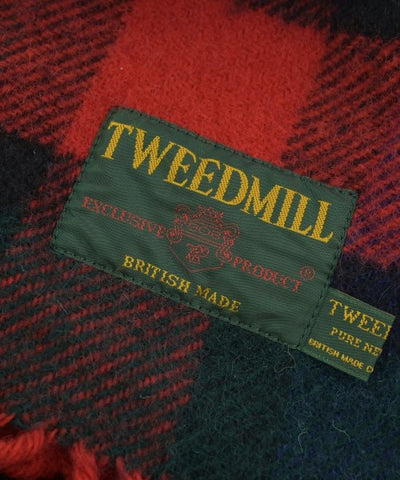 TWEEDMILL
EXCLUSIVE PRODUCT ®
BRITISH MADE
TWEED
PURE NE
BRITISH MADE